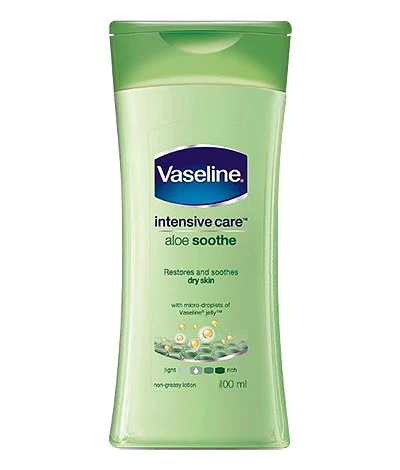 Vaseline®
intensive care™
aloe soothe
Restores and soothes
dry skin
with micro-droplets of
Vaseline® jelly™
light rich
non-greasy lotion 100 ml